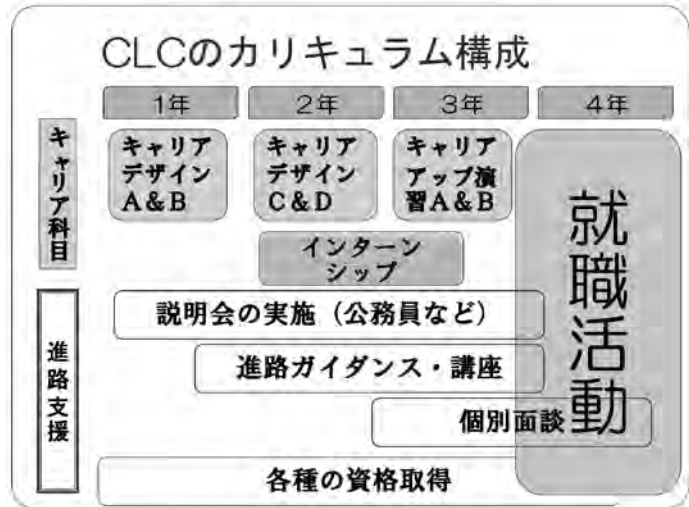 CLCのカリキュラム構成
1年
2年
3年
4年
キャリア科目
キャリア
デザイン
A&B
キャリア
デザイン
C&D
キャリア
アップ演
習A&B
インターン
シップ
就職活動
進路支援
説明会の実施（公務員など）
進路ガイダンス・講座
個別面談
各種の資格取得